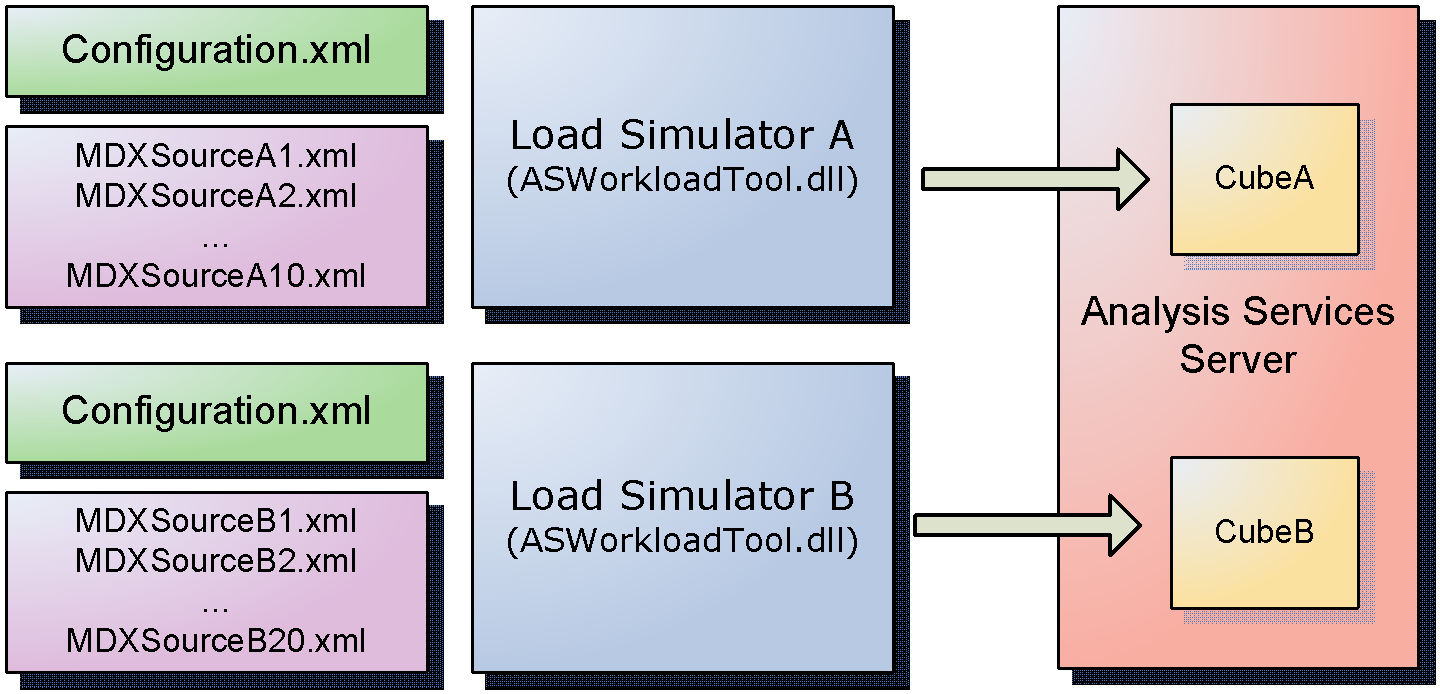 Configuration.xml
MDXSourceA1.xml
MDXSourceA2.xml
...
MDXSourceA10.xml
Load Simulator A
(ASWorkloadTool.dll)
CubeA
Analysis Services
Server
Configuration.xml
MDXSourceB1.xml
MDXSourceB2.xml
...
MDXSourceB20.xml
Load Simulator B
(ASWorkloadTool.dll)
CubeB